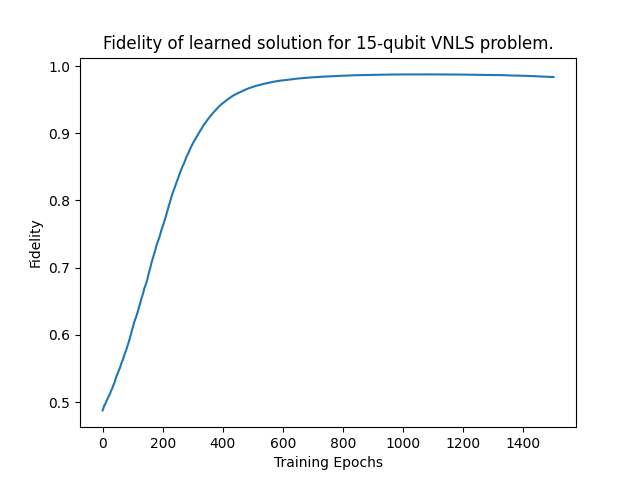 Fidelity of learned solution for 15-qubit VNLS problem.
1.0
0.9
0.8
0.7
0.6
0.5
Fidelity
0 200 400 600 800 1000 1200 1400
Training Epochs